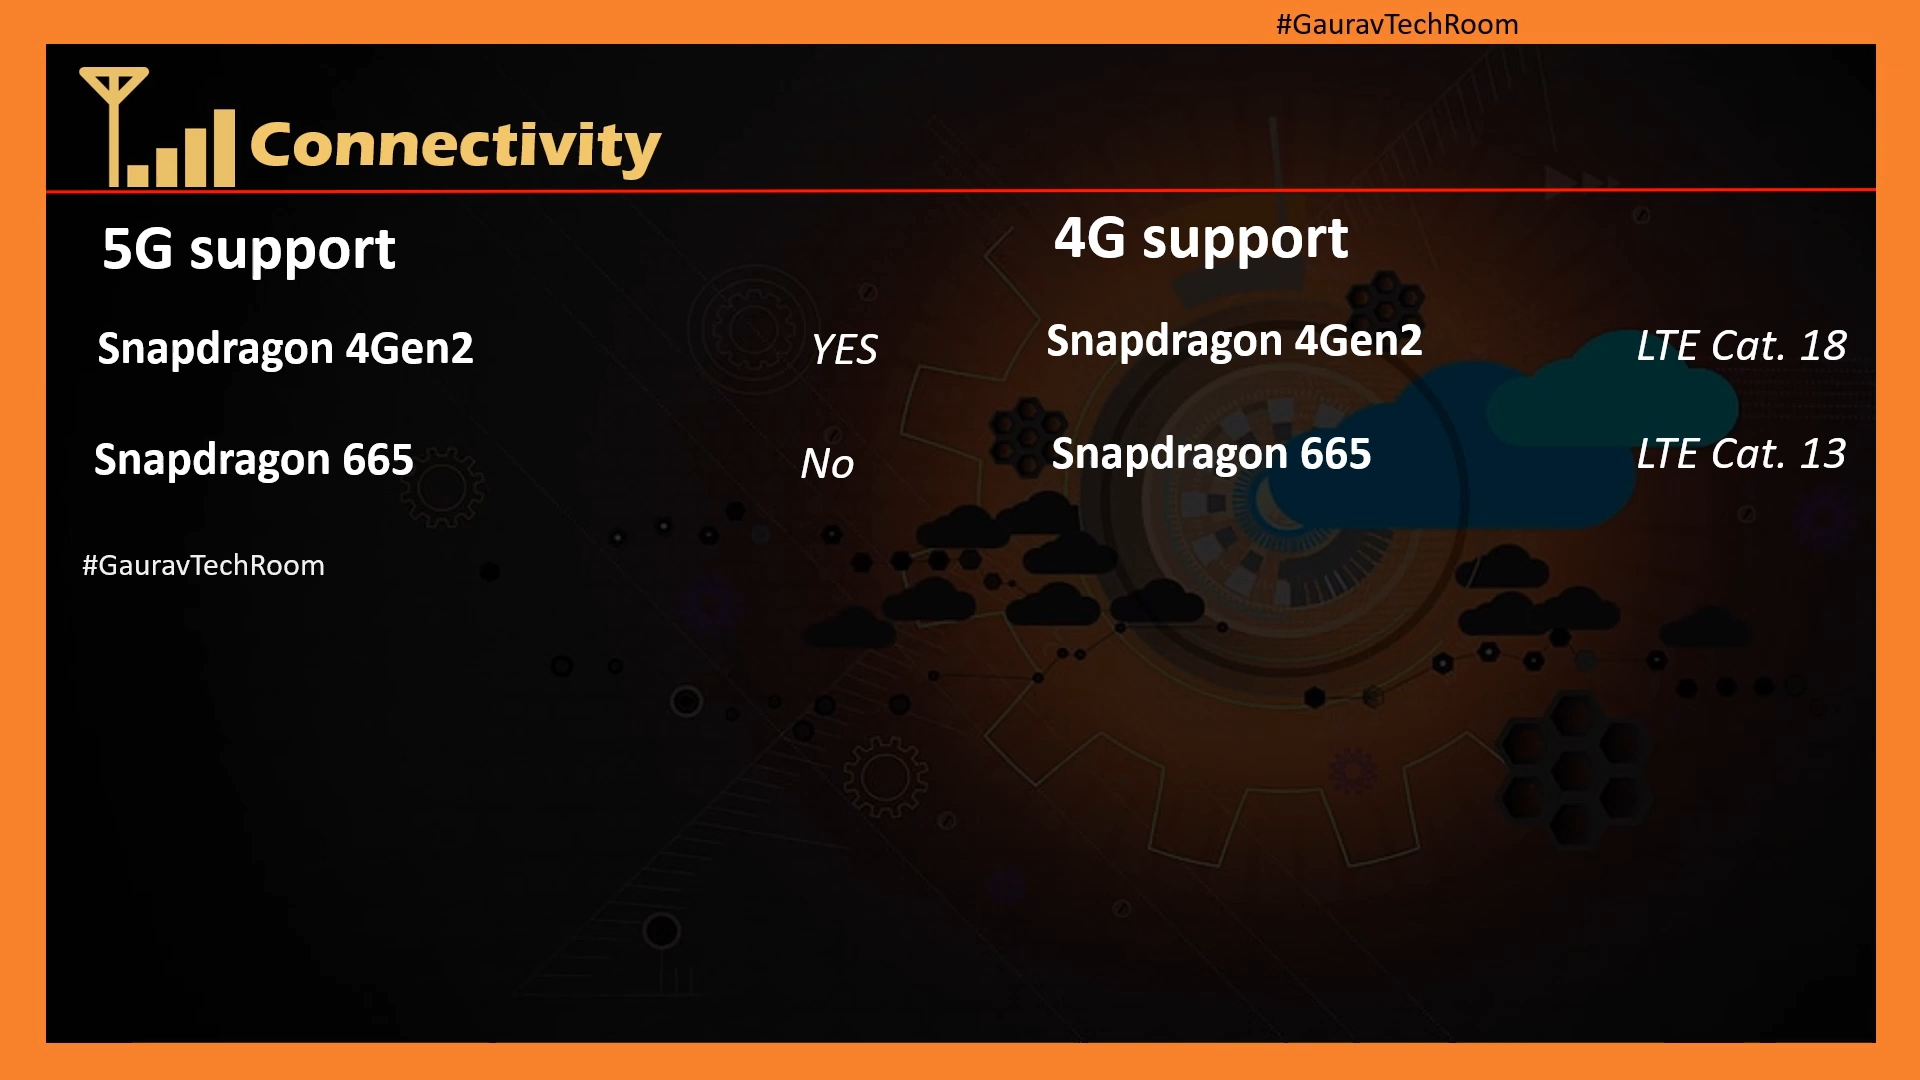 #GauravTechRoom
Connectivity
5G support
Snapdragon 4Gen2 YES
Snapdragon 665 No
#GauravTechRoom
4G support
Snapdragon 4Gen2 LTE Cat. 18
Snapdragon 665 LTE Cat. 13